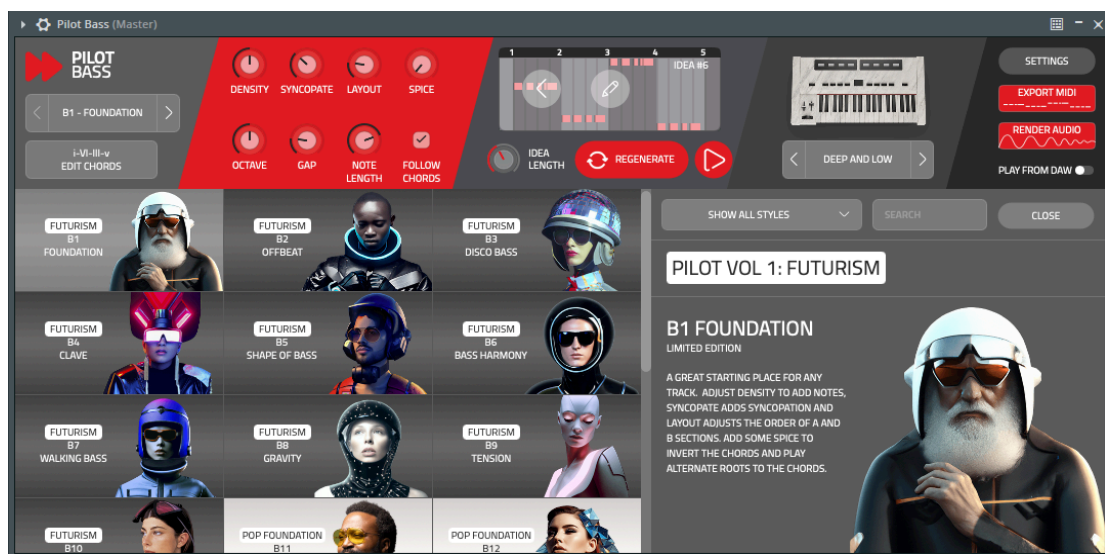 Pilot Bass (Master)
PILOT
BASS
B1 - FOUNDATION
i-VI-III-v
EDIT CHORDS
DENSITY
SYNCOPATE
LAYOUT
SPICE
OCTAVE
GAP
NOTE
LENGTH
FOLLOW
CHORDS
1 2 3 4 5
IDEA #6
IDEA
LENGTH
REGENERATE
DEEP AND LOW
SETTINGS
EXPORT MIDI
RENDER AUDIO
PLAY FROM DAW
FUTURISM
B1
FOUNDATION
FUTURISM
B2
OFFBEAT
FUTURISM
B3
DISCO BASS
FUTURISM
B4
CLAVE
FUTURISM
B5
SHAPE OF BASS
FUTURISM
B6
BASS HARMONY
FUTURISM
B7
WALKING BASS
FUTURISM
B8
GRAVITY
FUTURISM
B9
TENSION
FUTURISM
B10
POP FOUNDATION
B11
POP FOUNDATION
B12
SHOW ALL STYLES
SEARCH
CLOSE
PILOT VOL 1: FUTURISM
B1 FOUNDATION
LIMITED EDITION
A GREAT STARTING PLACE FOR ANY
TRACK. ADJUST DENSITY TO ADD NOTES,
SYNCOPATE ADDS SYNCOPATION AND
LAYOUT ADJUSTS THE ORDER OF A AND
B SECTIONS. ADD SOME SPICE TO
INVERT THE CHORDS AND PLAY
ALTERNATE ROOTS TO THE CHORDS.